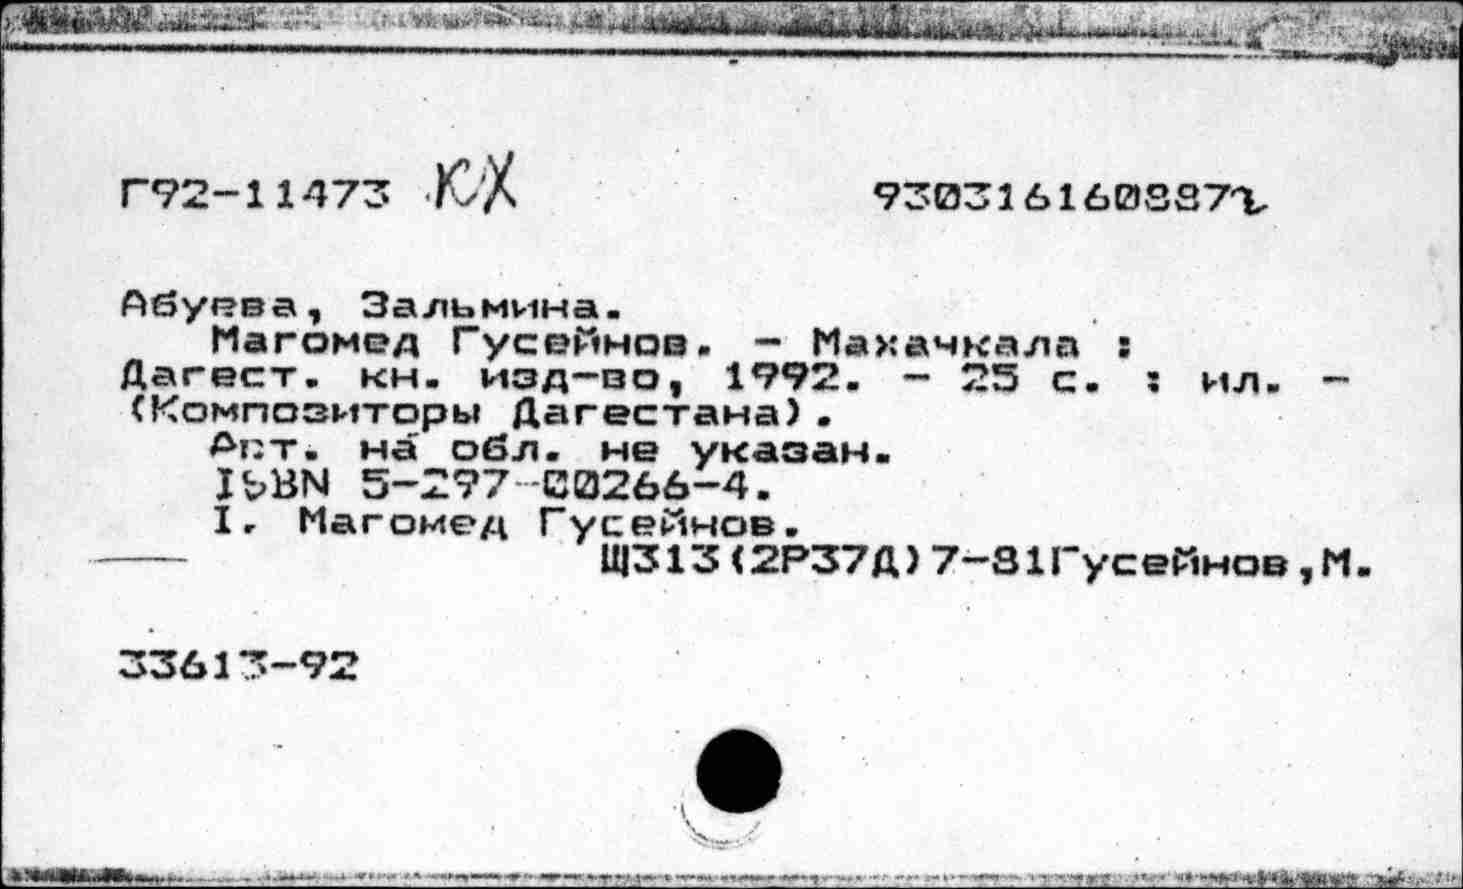 Г92-11473 КХ 930316160887ъ
Абуева, Зальмина.
Магомед Гусейнов. - Махачкала :
Дагест. кн. изд-во, 1992. - 25 с. : ил. -
(Композиторы Дагестана).
Авт. на обл. не указан.
ISBN 5-297-00266-4.
I. Магомед Гусейнов.
Щ313(2Р37Д)7-81Гусейнов,М.
33613-92